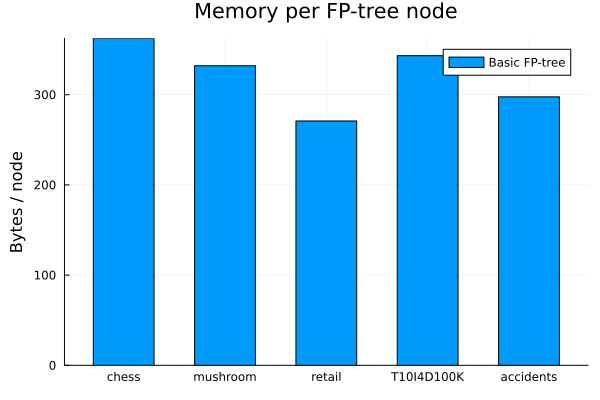 Memory per FP-tree node
Basic FP-tree
Bytes / node
300
200
100
0
chess mushroom retail T10I4D100K accidents